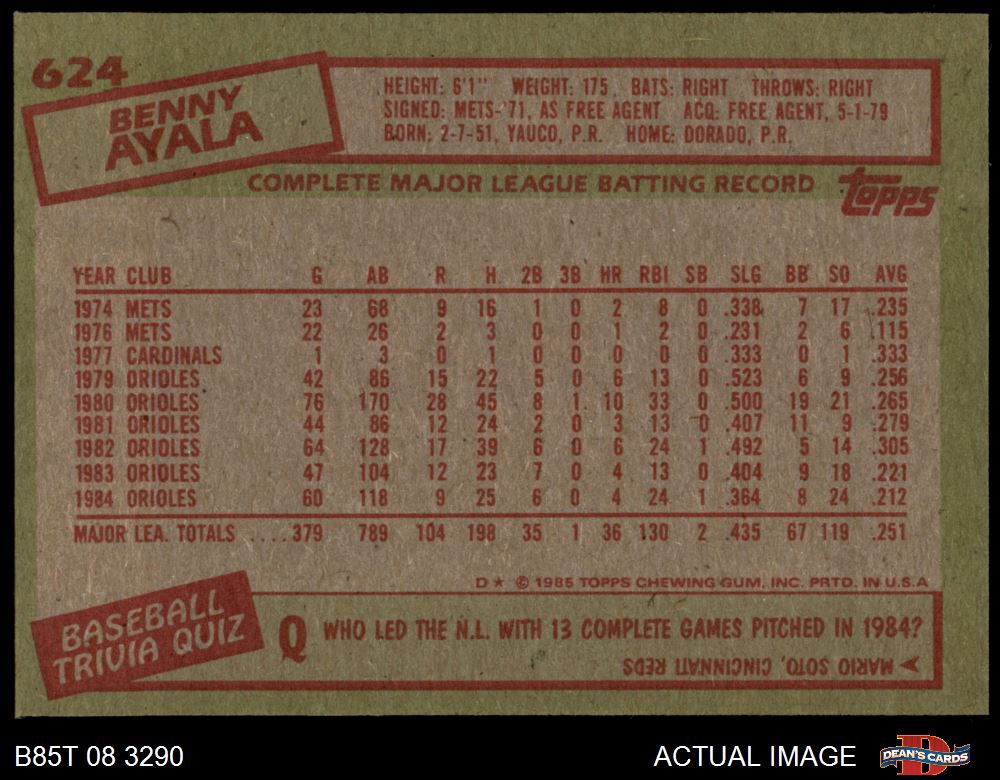 624
BENNY
AYALA
HEIGHT: 6'1" WEIGHT: 175 BATS: RIGHT THROWS: RIGHT
SIGNED: METS-'71, AS FREE AGENT ACQ: FREE AGENT, 5-1-79
BORN: 2-7-51, YAUCO, P.R. HOME: DORADO, P.R.
COMPLETE MAJOR LEAGUE BATTING RECORD
topps
YEAR CLUB G AB R H 2B 3B HR RBI SB SLG BB SO AVG
1974 METS 23 68 9 16 1 0 2 8 0 .338 7 17 .235
1976 METS 22 26 2 3 0 0 1 2 0 .231 2 6 .115
1977 CARDINALS 1 3 0 1 0 0 0 0 0 .333 0 1 .333
1979 ORIOLES 42 86 15 22 5 0 6 13 0 .523 6 9 .256
1980 ORIOLES 76 170 28 45 8 1 10 33 0 .500 19 21 .265
1981 ORIOLES 44 86 12 24 2 0 3 13 0 .407 11 9 .279
1982 ORIOLES 64 128 17 39 6 0 6 24 1 .492 5 14 .305
1983 ORIOLES 47 104 12 23 7 0 4 13 0 .404 9 18 .221
1984 ORIOLES 60 118 9 25 6 0 4 24 1 .364 8 24 .212
MAJOR LEA. TOTALS ....379 789 104 198 35 1 36 130 2 .435 67 119 .251
D★ © 1985 TOPPS CHEWING GUM, INC. PRTD. IN U.S.A
BASEBALL
TRIVIA QUIZ
Q WHO LED THE N.L. WITH 13 COMPLETE GAMES PITCHED IN 1984?
MARIO SOTO, CINCINNATI REDS
B85T 08 3290
ACTUAL IMAGE
D
DEAN'S CARDS